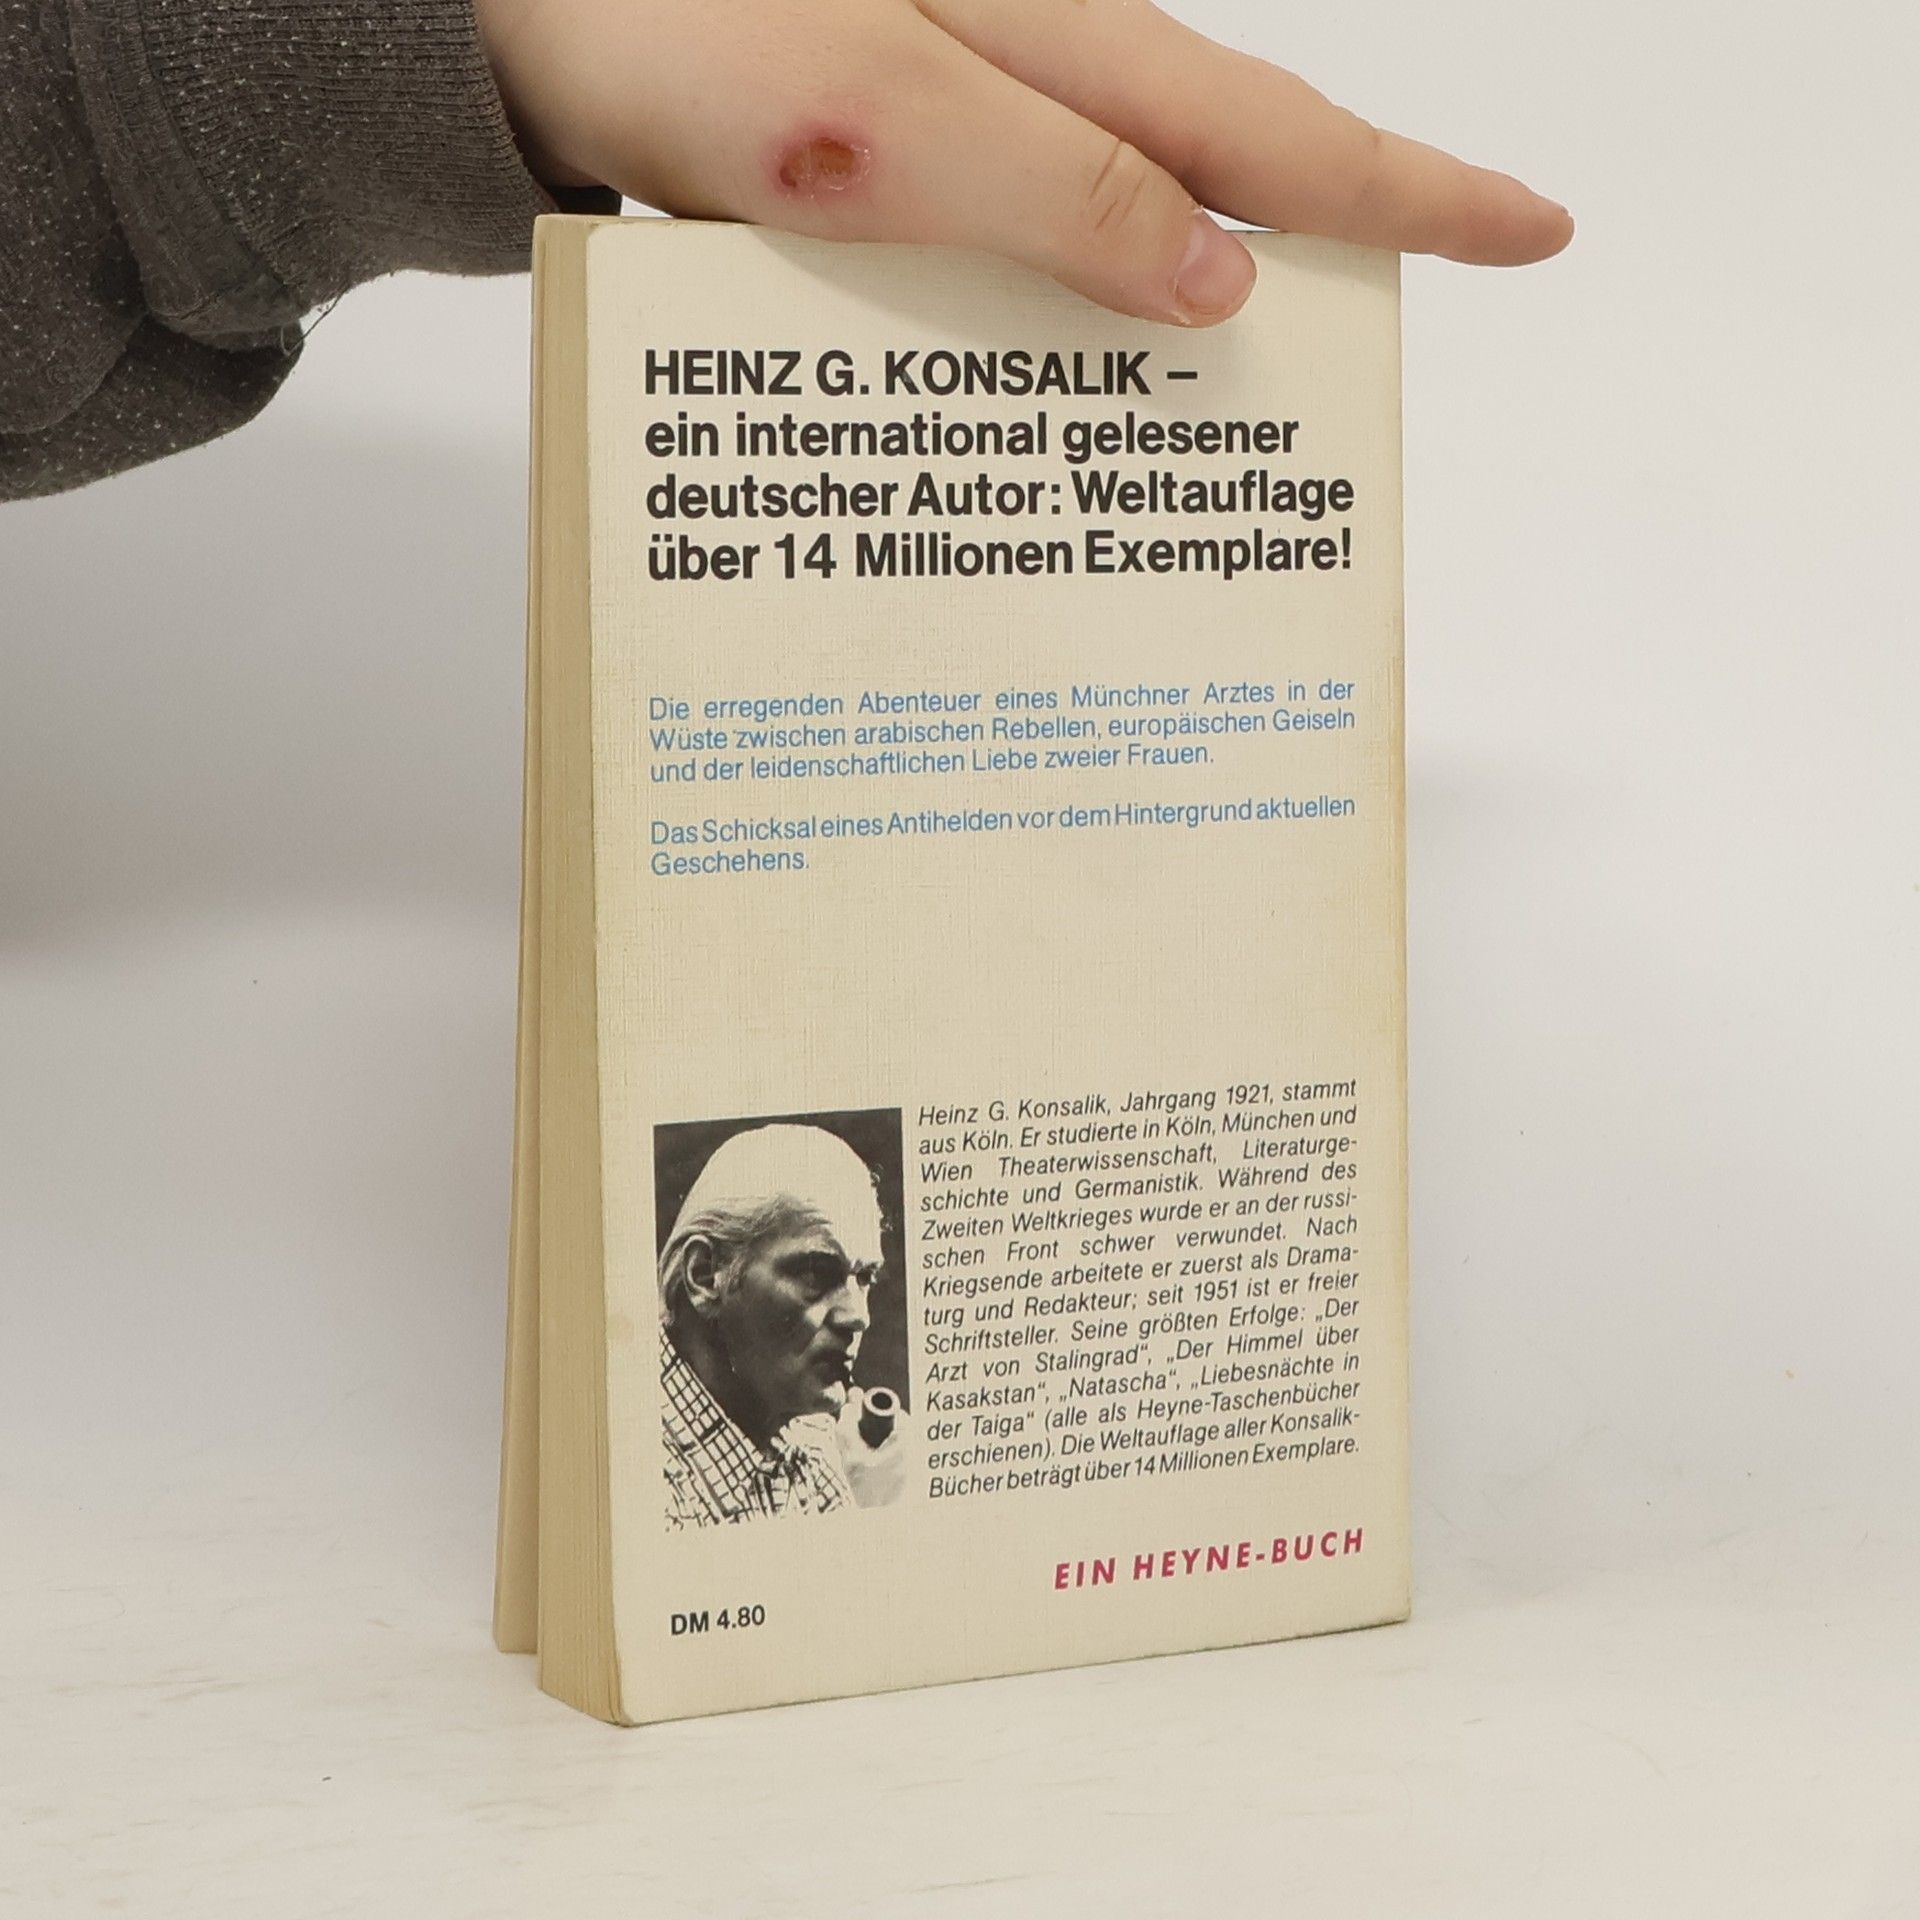 HEINZ G. KONSALIK –
ein international gelesener
deutscher Autor: Weltauflage
über 14 Millionen Exemplare!
Die erregenden Abenteuer eines Münchner Arztes in der
Wüste zwischen arabischen Rebellen, europäischen Geiseln
und der leidenschaftlichen Liebe zweier Frauen.
Das Schicksal eines Antihelden vor dem Hintergrund aktuellen
Geschehens.
Heinz G. Konsalik, Jahrgang 1921, stammt
aus Köln. Er studierte in Köln, München und
Wien Theaterwissenschaft, Literaturge-
schichte und Germanistik. Während des
Zweiten Weltkrieges wurde er an der russi-
schen Front schwer verwundet. Nach
Kriegsende arbeitete er zuerst als Drama-
turg und Redakteur; seit 1951 ist er freier
Schriftsteller. Seine größten Erfolge: „Der
Arzt von Stalingrad“, „Der Himmel über
Kasakstan“, „Natascha“, „Liebesnächte in
der Taiga“ (alle als Heyne-Taschenbücher
erschienen). Die Weltauflage aller Konsalik-
Bücher beträgt über 14 Millionen Exemplare.
EIN HEYNE-BUCH
DM 4.80